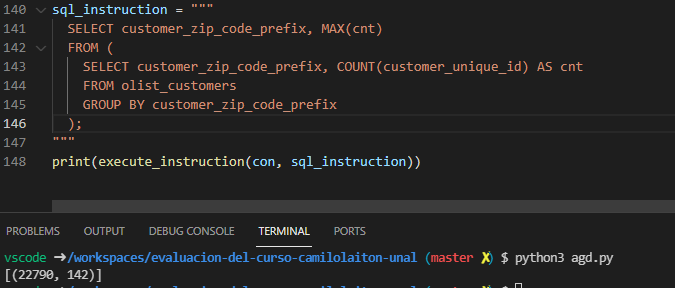 140 sql_instruction = """
141 SELECT customer_zip_code_prefix, MAX(cnt)
142 FROM (
143 SELECT customer_zip_code_prefix, COUNT(customer_unique_id) AS cnt
144 FROM olist_customers
145 GROUP BY customer_zip_code_prefix
146 );
147 """
148 print(execute_instruction(con, sql_instruction))
PROBLEMS OUTPUT DEBUG CONSOLE TERMINAL PORTS
vscode ➜ /workspaces/evaluacion-del-curso-camilolaiton-unal (master ✗) $ python3 agd.py
[(22790, 142)]